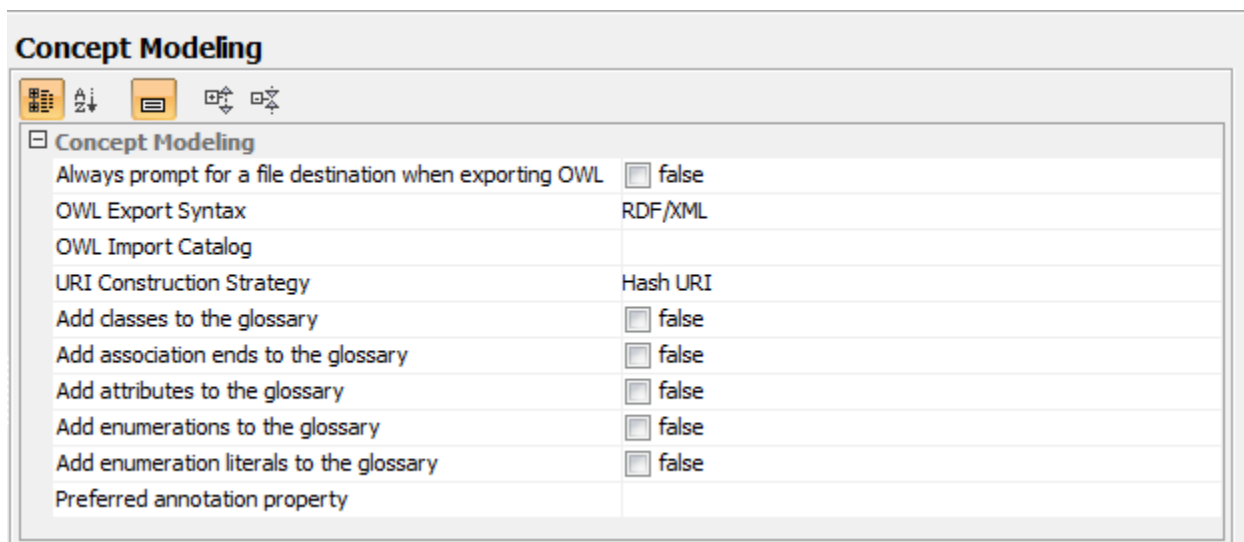 Concept Modeling
Concept Modeling
Always prompt for a file destination when exporting OWL false
OWL Export Syntax RDF/XML
OWL Import Catalog
URI Construction Strategy Hash URI
Add classes to the glossary false
Add association ends to the glossary false
Add attributes to the glossary false
Add enumerations to the glossary false
Add enumeration literals to the glossary false
Preferred annotation property